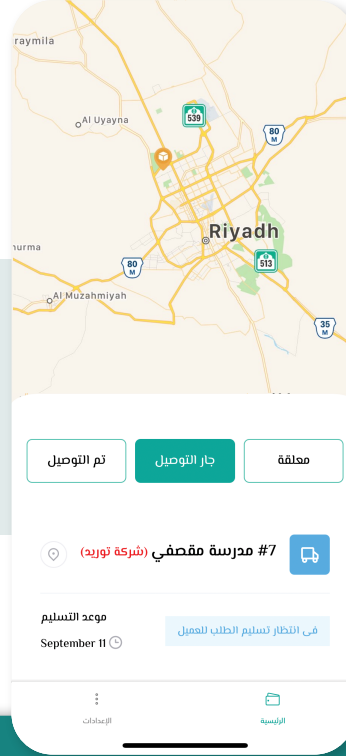 raymila
Al Uyayna
539
80
M
Riyadh
513
hurma
80
M
Al Muzahmiyah
35
M
معلقة
جار التوصيل
تم التوصيل
#7 مدرسة مقصفي (شركة توريد)
موعد التسليم
فى انتظار تسليم الطلب للعميل
September 11
الرئيسية
الإعدادات